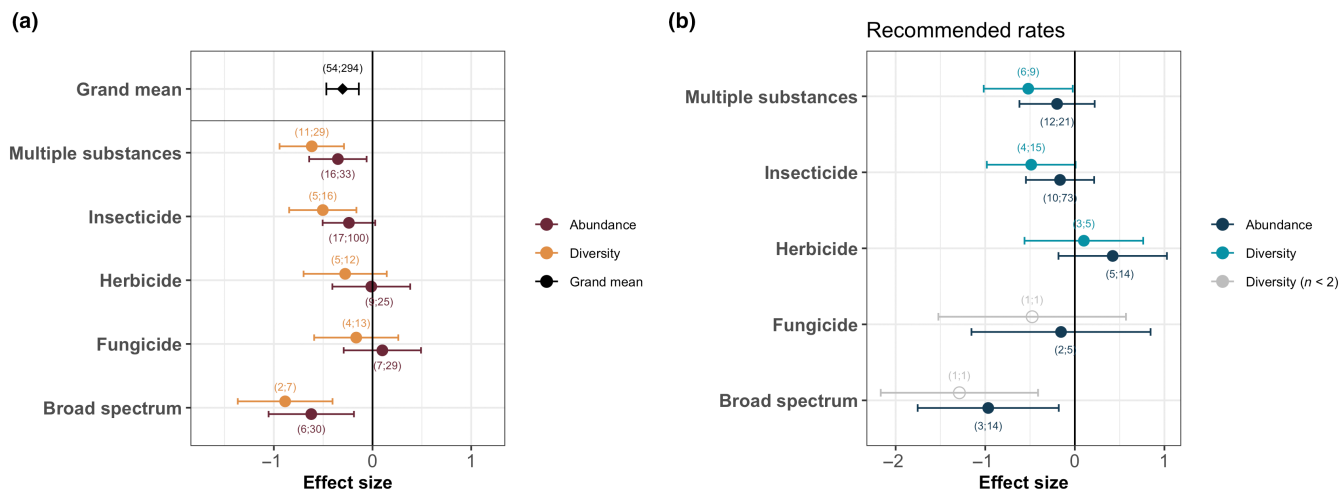 (a)
(54;294)
Grand mean
(11;29)
Multiple substances
(16;33)
(5;16)
Insecticide
(17;100)
(5;12)
Herbicide
(9;25)
(4;13)
Fungicide
(7;29)
(2;7)
Broad spectrum
(6;30)
−1 0 1
Effect size
Abundance
Diversity
Grand mean
(b)
Recommended rates
(6;9)
Multiple substances
(12;21)
(4;15)
Insecticide
(10;73)
(3;5)
Herbicide
(5;14)
(1;1)
Fungicide
(2;5
(1;1)
Broad spectrum
(3;14)
−2 −1 0 1
Effect size
Abundance
Diversity
Diversity (n < 2)